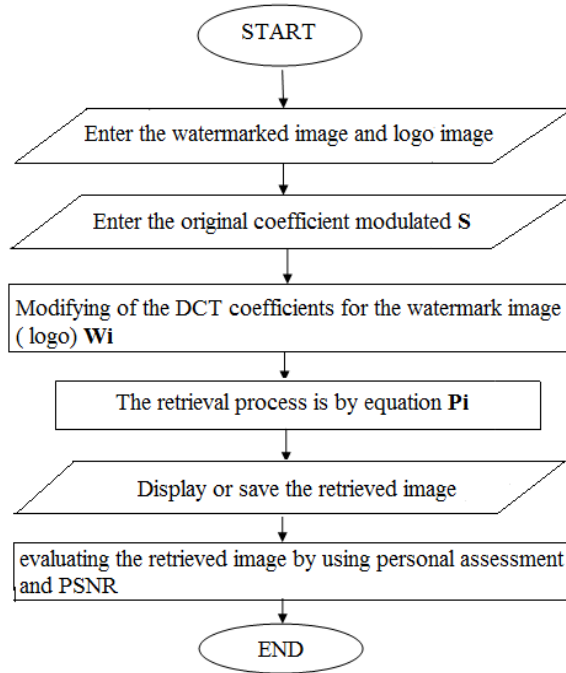 START
Enter the watermarked image and logo image
Enter the original coefficient modulated S
Modifying of the DCT coefficients for the watermark image
( logo) Wi
The retrieval process is by equation Pi
Display or save the retrieved image
evaluating the retrieved image by using personal assessment
and PSNR
END